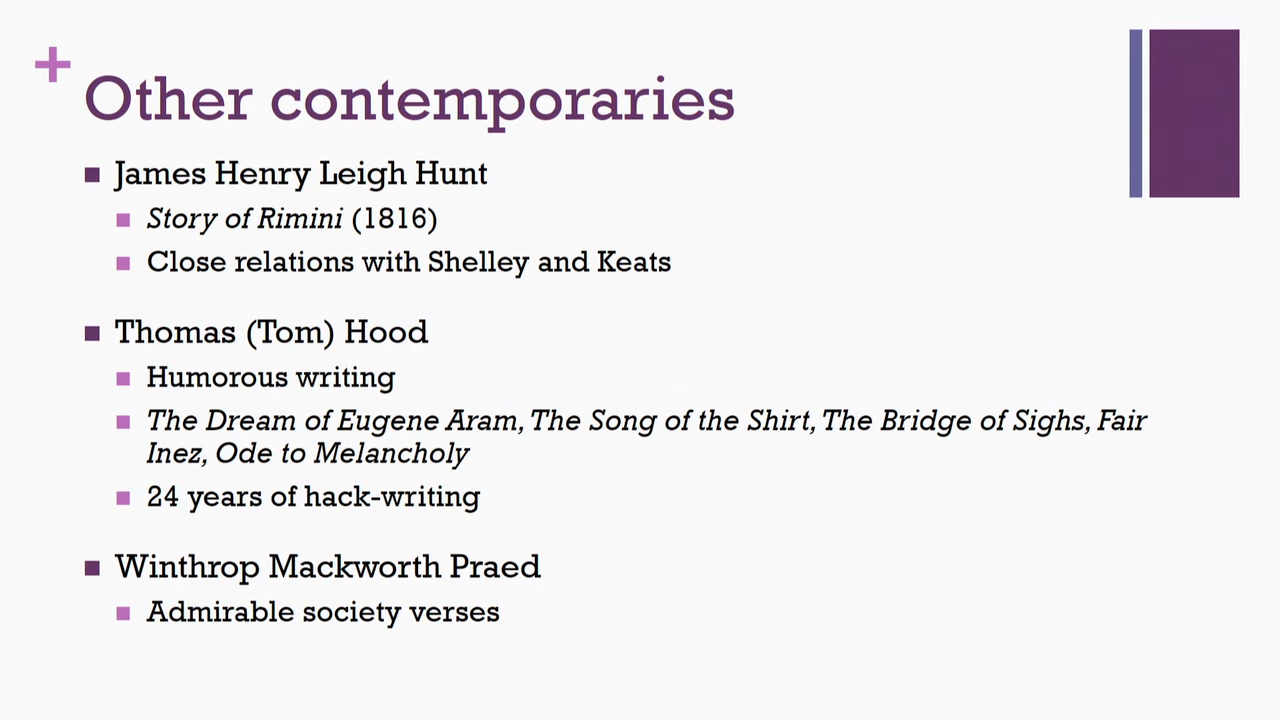 +
Other contemporaries
James Henry Leigh Hunt
Story of Rimini (1816)
Close relations with Shelley and Keats
Thomas (Tom) Hood
Humorous writing
The Dream of Eugene Aram, The Song of the Shirt, The Bridge of Sighs, Fair
Inez, Ode to Melancholy
24 years of hack-writing
Winthrop Mackworth Praed
Admirable society verses